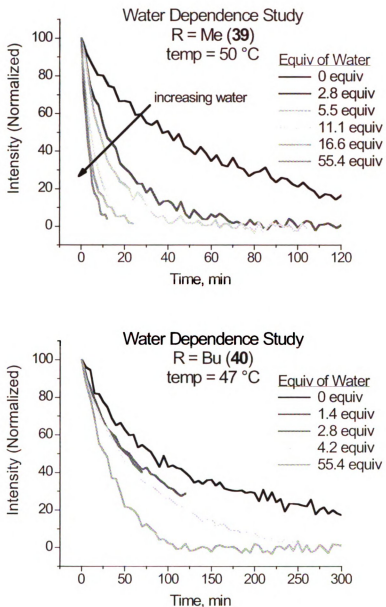 Water Dependence Study
R = Me (39)
temp = 50 °C
Equiv of Water
0 equiv
2.8 equiv
5.5 equiv
11.1 equiv
16.6 equiv
55.4 equiv
increasing water
Intensity (Normalized)
100
80
60
40
20
0
0 20 40 60 80 100 120
Time, min
Water Dependence Study
R = Bu (40)
temp = 47 °C
Equiv of Water
0 equiv
1.4 equiv
2.8 equiv
4.2 equiv
55.4 equiv
Intensity (Normalized)
100
80
60
40
20
0
0 50 100 150 200 250 300
Time, min